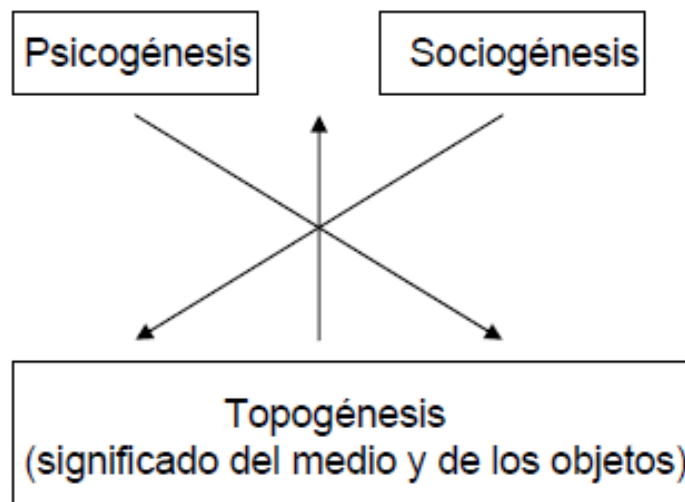 Psicogénesis
Sociogénesis
Topogénesis
(significado del medio y de los objetos)